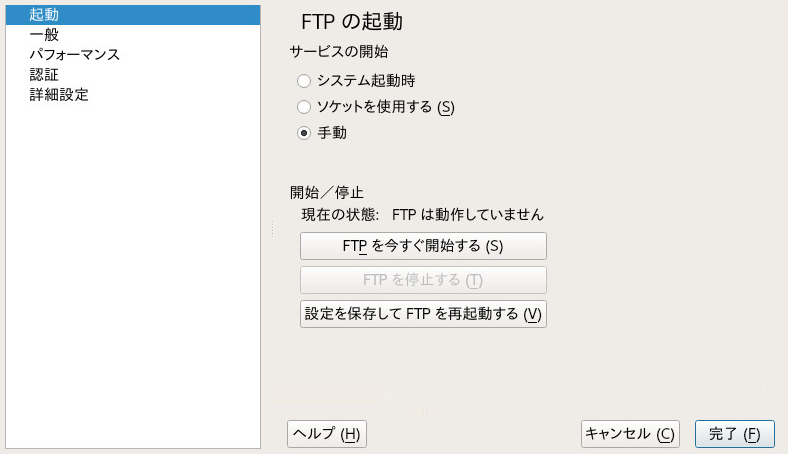 起動
一般
パフォーマンス
認証
詳細設定
FTP の起動
サービスの開始
システム起動時
ソケットを使用する (S)
手動
開始／停止
現在の状態: FTP は動作していません
FTP を今すぐ開始する (S)
FTP を停止する (T)
設定を保存して FTP を再起動する (V)
ヘルプ (H)
キャンセル (C)
完了 (F)